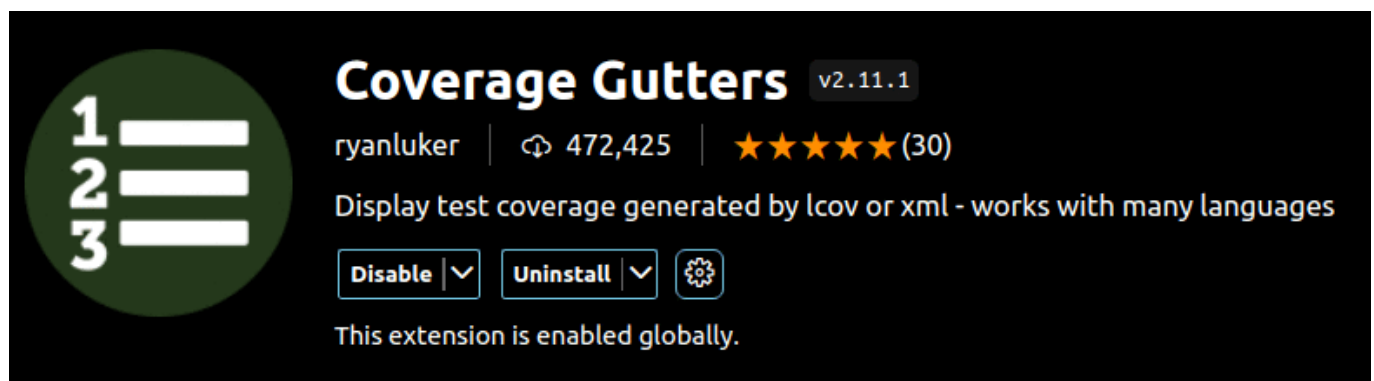 1
2
3
Coverage Gutters v2.11.1
ryanluker 472,425 (30)
Display test coverage generated by lcov or xml - works with many languages
Disable Uninstall
This extension is enabled globally.